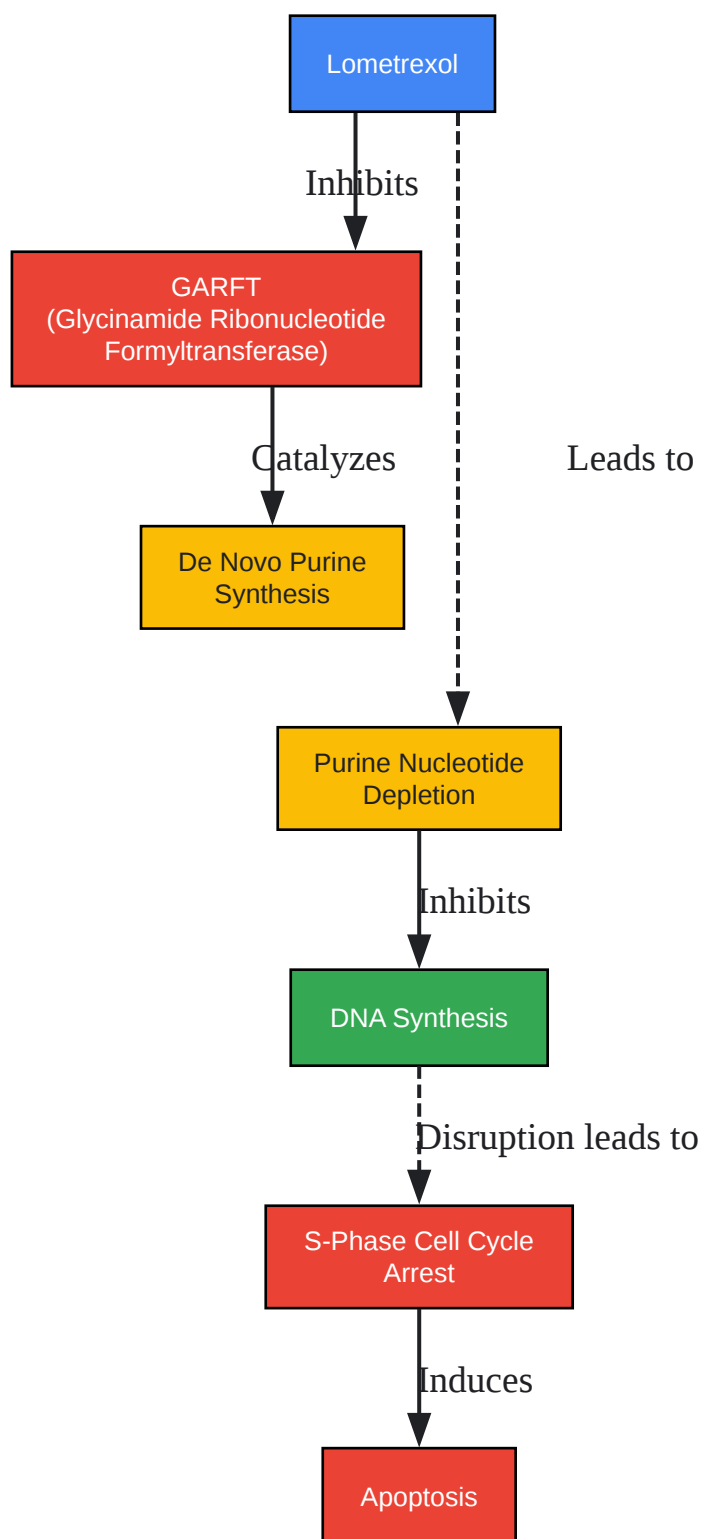 Lometrexol
Inhibits
GARFT
(Glycinamide Ribonucleotide
Formyltransferase)
Catalyzes
Leads to
De Novo Purine
Synthesis
Purine Nucleotide
Depletion
Inhibits
DNA Synthesis
Disruption leads to
S-Phase Cell Cycle
Arrest
Induces
Apoptosis